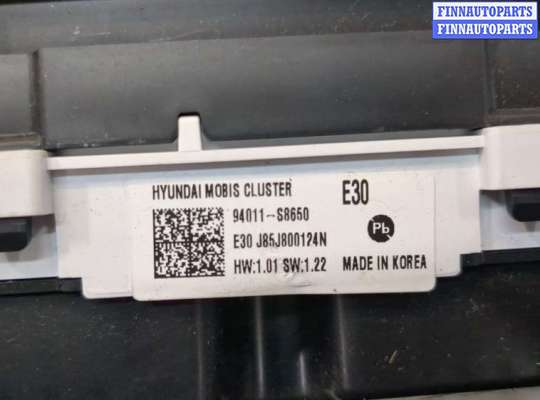 FINNAUTOPARTS
FINNAUTOPARTS
HYUNDAI MOBIS CLUSTER E30
94011--S8650
Pb
E30 J85J800124N
HW:1.01 SW:1.22 MADE IN KOREA